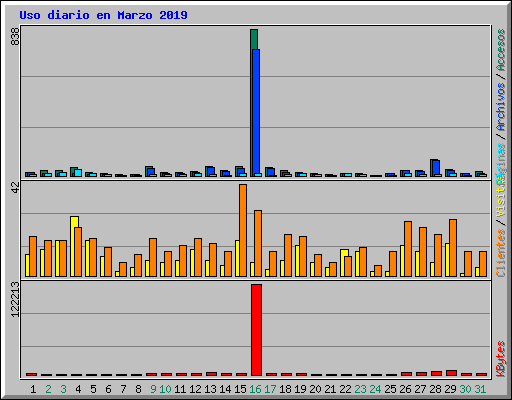 Uso diario en Marzo 2019
838
42
122213
Accesos
Archivos /
Páginas /
Visitas /
Clientes /
KBytes
1 2 3 4 5 6 7 8 9 10 11 12 13 14 15 16 17 18 19 20 21 22 23 24 25 26 27 28 29 30 31